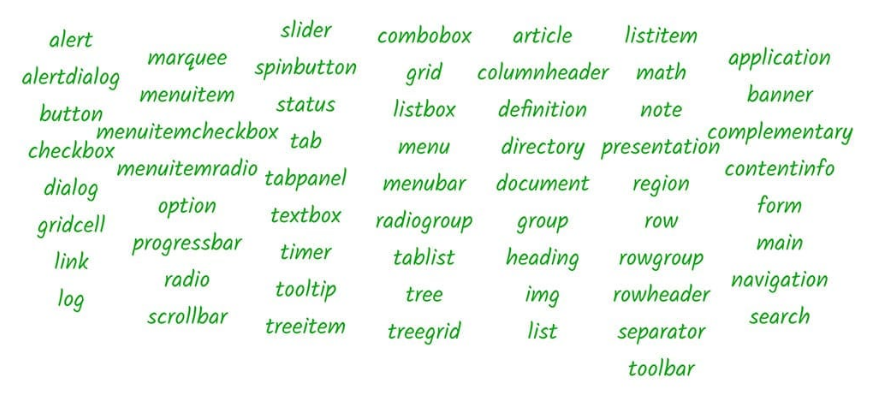 alert
alertdialog
button
checkbox
dialog
gridcell
link
log
marquee
menuitem
menuitemcheckbox
menuitemradio
option
progressbar
radio
scrollbar
slider
spinbutton
status
tab
tabpanel
textbox
timer
tooltip
treeitem
combobox
grid
listbox
menu
menubar
radiogroup
tablist
tree
treegrid
article
columnheader
definition
directory
document
group
heading
img
list
listitem
math
note
presentation
region
row
rowgroup
rowheader
separator
toolbar
application
banner
complementary
contentinfo
form
main
navigation
search